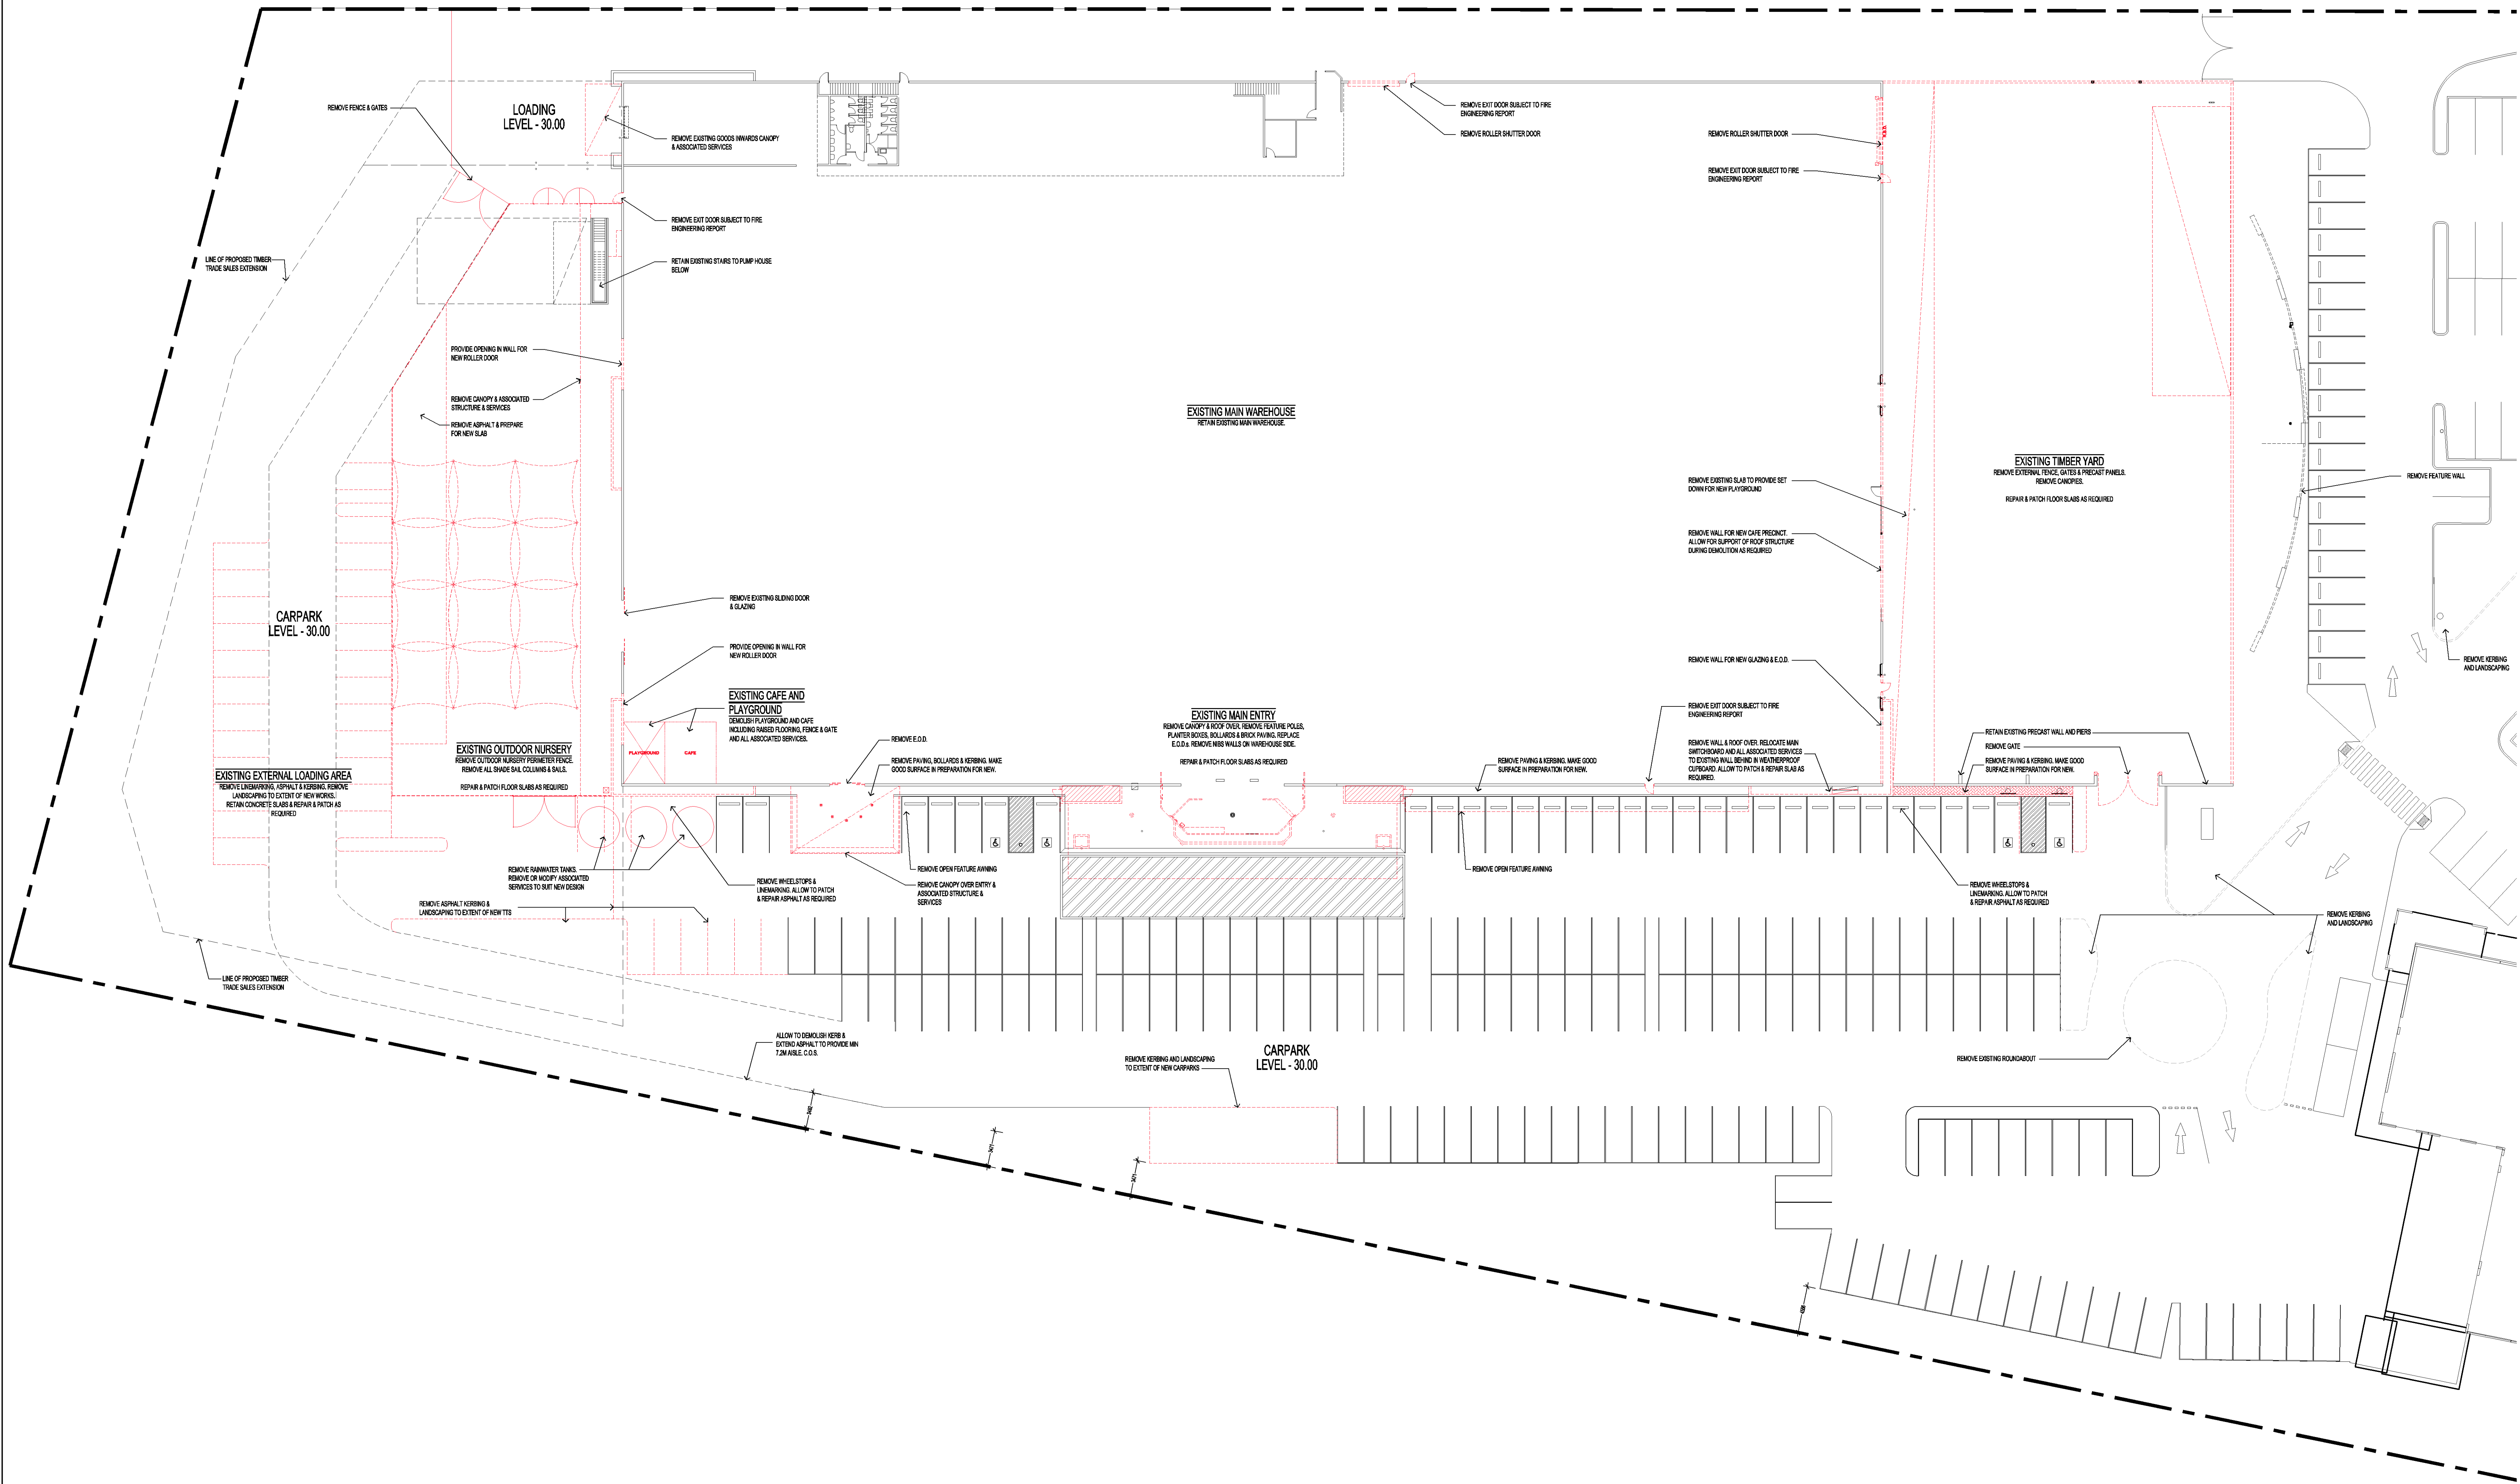 REMOVE FENCE & GATES
LOADING
LEVEL - 30.00
REMOVE EXISTING GOODS INWARDS CANOPY
& ASSOCIATED SERVICES
REMOVE EXIT DOOR SUBJECT TO FIRE
ENGINEERING REPORT
REMOVE ROLLER SHUTTER DOOR
REMOVE ROLLER SHUTTER DOOR
REMOVE EXIT DOOR SUBJECT TO FIRE
ENGINEERING REPORT
REMOVE EXIT DOOR SUBJECT TO FIRE
ENGINEERING REPORT
LINE OF PROPOSED TIMBER
TRADE SALES EXTENSION
RETAIN EXISTING STAIRS TO PUMP HOUSE
BELOW
PROVIDE OPENING IN WALL FOR
NEW ROLLER DOOR
REMOVE CANOPY & ASSOCIATED
STRUCTURE & SERVICES
REMOVE ASPHALT & PREPARE
FOR NEW SLAB
EXISTING MAIN WAREHOUSE
RETAIN EXISTING MAIN WAREHOUSE.
EXISTING TIMBER YARD
REMOVE EXTERNAL FENCE, GATES & PRECAST PANELS.
REMOVE CANOPIES.
REPAIR & PATCH FLOOR SLABS AS REQUIRED
REMOVE FEATURE WALL
REMOVE EXISTING SLAB TO PROVIDE SET
DOWN FOR NEW PLAYGROUND
REMOVE WALL FOR NEW CAFE PRECINCT.
ALLOW FOR SUPPORT OF ROOF STRUCTURE
DURING DEMOLITION AS REQUIRED
REMOVE EXISTING SLIDING DOOR
& GLAZING
CARPARK
LEVEL - 30.00
PROVIDE OPENING IN WALL FOR
NEW ROLLER DOOR
REMOVE WALL FOR NEW GLAZING & E.O.D.
REMOVE KERBING
AND LANDSCAPING
EXISTING CAFE AND
PLAYGROUND
DEMOLISH PLAYGROUND AND CAFE
INCLUDING RAISED FLOORING, FENCE & GATE
AND ALL ASSOCIATED SERVICES.
PLAYGROUND
CAFE
EXISTING MAIN ENTRY
REMOVE CANOPY & ROOF OVER. REMOVE FEATURE POLES,
PLANTER BOXES, BOLLARDS & BRICK PAVING. REPLACE
E.O.D.s. REMOVE NIBS WALLS ON WAREHOUSE SIDE.
REPAIR & PATCH FLOOR SLABS AS REQUIRED
REMOVE EXIT DOOR SUBJECT TO FIRE
ENGINEERING REPORT
REMOVE E.O.D.
REMOVE PAVING, BOLLARDS & KERBING. MAKE
GOOD SURFACE IN PREPARATION FOR NEW.
REMOVE PAVING & KERBING. MAKE GOOD
SURFACE IN PREPARATION FOR NEW.
REMOVE WALL & ROOF OVER. RELOCATE MAIN
SWITCHBOARD AND ALL ASSOCIATED SERVICES
TO EXISTING WALL BEHIND IN WEATHERPROOF
CUPBOARD. ALLOW TO PATCH & REPAIR SLAB AS
REQUIRED.
RETAIN EXISTING PRECAST WALL AND PIERS
REMOVE GATE
REMOVE PAVING & KERBING. MAKE GOOD
SURFACE IN PREPARATION FOR NEW.
EXISTING OUTDOOR NURSERY
REMOVE OUTDOOR NURSERY PERIMETER FENCE.
REMOVE ALL SHADE SAIL COLUMNS & SAILS.
REPAIR & PATCH FLOOR SLABS AS REQUIRED
EXISTING EXTERNAL LOADING AREA
REMOVE LINEMARKING, ASPHALT & KERBING. REMOVE
LANDSCAPING TO EXTENT OF NEW WORKS.
RETAIN CONCRETE SLABS & REPAIR & PATCH AS
REQUIRED
REMOVE RAINWATER TANKS.
REMOVE OR MODIFY ASSOCIATED
SERVICES TO SUIT NEW DESIGN
REMOVE WHEELSTOPS &
LINEMARKING. ALLOW TO PATCH
& REPAIR ASPHALT AS REQUIRED
REMOVE OPEN FEATURE AWNING
REMOVE CANOPY OVER ENTRY &
ASSOCIATED STRUCTURE &
SERVICES
REMOVE OPEN FEATURE AWNING
REMOVE WHEELSTOPS &
LINEMARKING. ALLOW TO PATCH
& REPAIR ASPHALT AS REQUIRED
REMOVE ASPHALT KERBING &
LANDSCAPING TO EXTENT OF NEW TTS
REMOVE KERBING
AND LANDSCAPING
LINE OF PROPOSED TIMBER
TRADE SALES EXTENSION
ALLOW TO DEMOLISH KERB &
EXTEND ASPHALT TO PROVIDE MIN
7.2M AISLE. C.O.S.
CARPARK
LEVEL - 30.00
REMOVE KERBING AND LANDSCAPING
TO EXTENT OF NEW CARPARKS
REMOVE EXISTING ROUNDABOUT